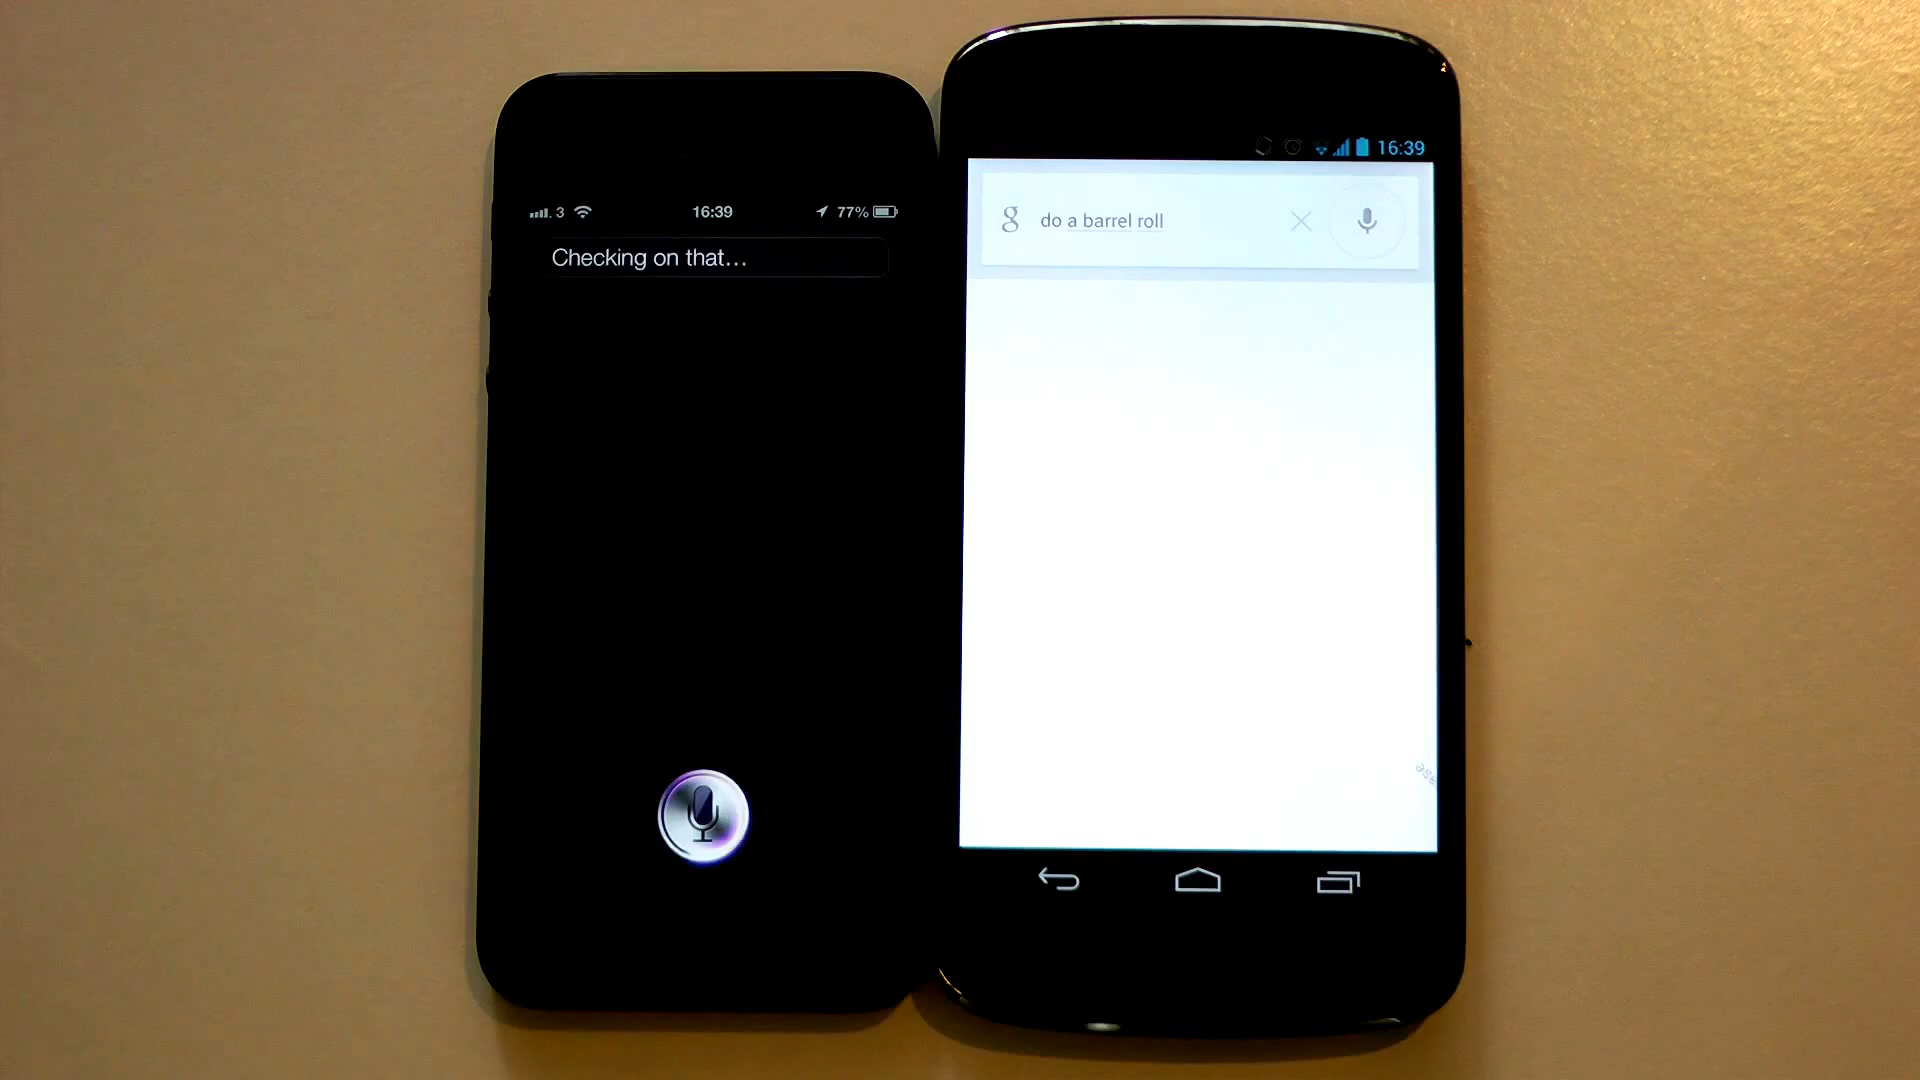 3 16:39 77%
Checking on that...
16:39
g do a barrel roll